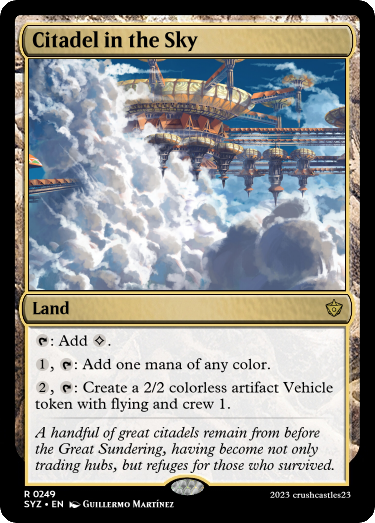 Citadel in the Sky
Land
: Add .
1, : Add one mana of any color.
2, : Create a 2/2 colorless artifact Vehicle
token with flying and crew 1.
A handful of great citadels remain from before
the Great Sundering, having become not only
trading hubs, but refuges for those who survived.
R 0249
SYZ • EN Guillermo Martínez
2023 crushcastles23